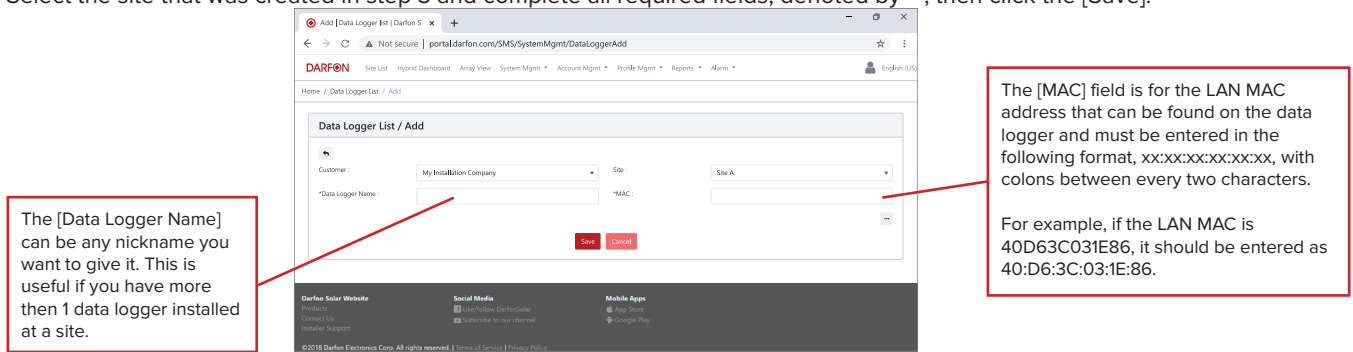 Select the site that was created in step 3 and complete all required fields, denoted by
, then click the [Save].
Add | Data Logger list | Darfon S
Not secure | portal.darfon.com/SMS/SystemMgmt/DataLoggerAdd
DARFON Site List Hybrid Dashboard Array View System Mgmt Account Mgmt Profile Mgmt Reports Alarm English (US)
Home / Data Logger List / Add
Data Logger List / Add
Customer : My Installation Company Site : Site A
*Data Logger Name : *MAC :
Save Cancel
Darfon Solar Website Social Media Mobile Apps
Products Like/follow DarfonSolar App Store
Contact Us Subscribe to our channel Google Play
Installer Support
©2018 Darfon Electronics Corp. All rights reserved. | Terms of Service | Privacy Policy
The [Data Logger Name]
can be any nickname you
want to give it. This is
useful if you have more
then 1 data logger installed
at a site.
The [MAC] field is for the LAN MAC
address that can be found on the data
logger and must be entered in the
following format, xx:xx:xx:xx:xx:xx, with
colons between every two characters.
For example, if the LAN MAC is
40D63C031E86, it should be entered as
40:D6:3C:03:1E:86.